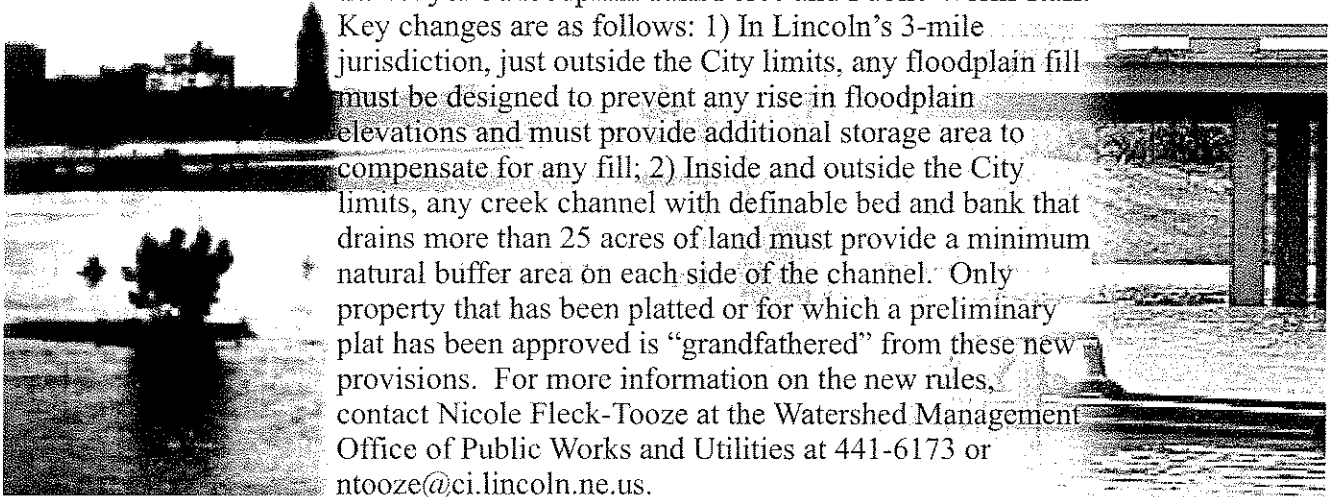 Key changes are as follows: 1) In Lincoln’s 3-mile
jurisdiction, just outside the City limits, any floodplain fill
must be designed to prevent any rise in floodplain
elevations and must provide additional storage area to
compensate for any fill; 2) Inside and outside the City
limits, any creek channel with definable bed and bank that
drains more than 25 acres of land must provide a minimum
natural buffer area on each side of the channel. Only
property that has been platted or for which a preliminary
plat has been approved is “grandfathered” from these new
provisions. For more information on the new rules,
contact Nicole Fleck-Tooze at the Watershed Management
Office of Public Works and Utilities at 441-6173 or
ntooze@ci.lincoln.ne.us.